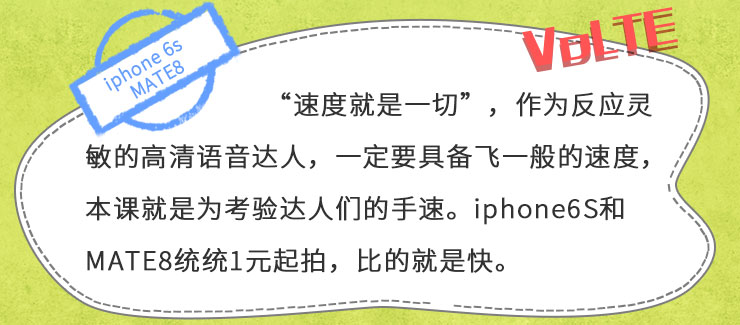 iphone 6s
MATE8
VoLTE
“速度就是一切”，作为反应灵
敏的高清语音达人，一定要具备飞一般的速度，
本课就是为考验达人们的手速。iphone6S和
MATE8统统1元起拍，比的就是快。